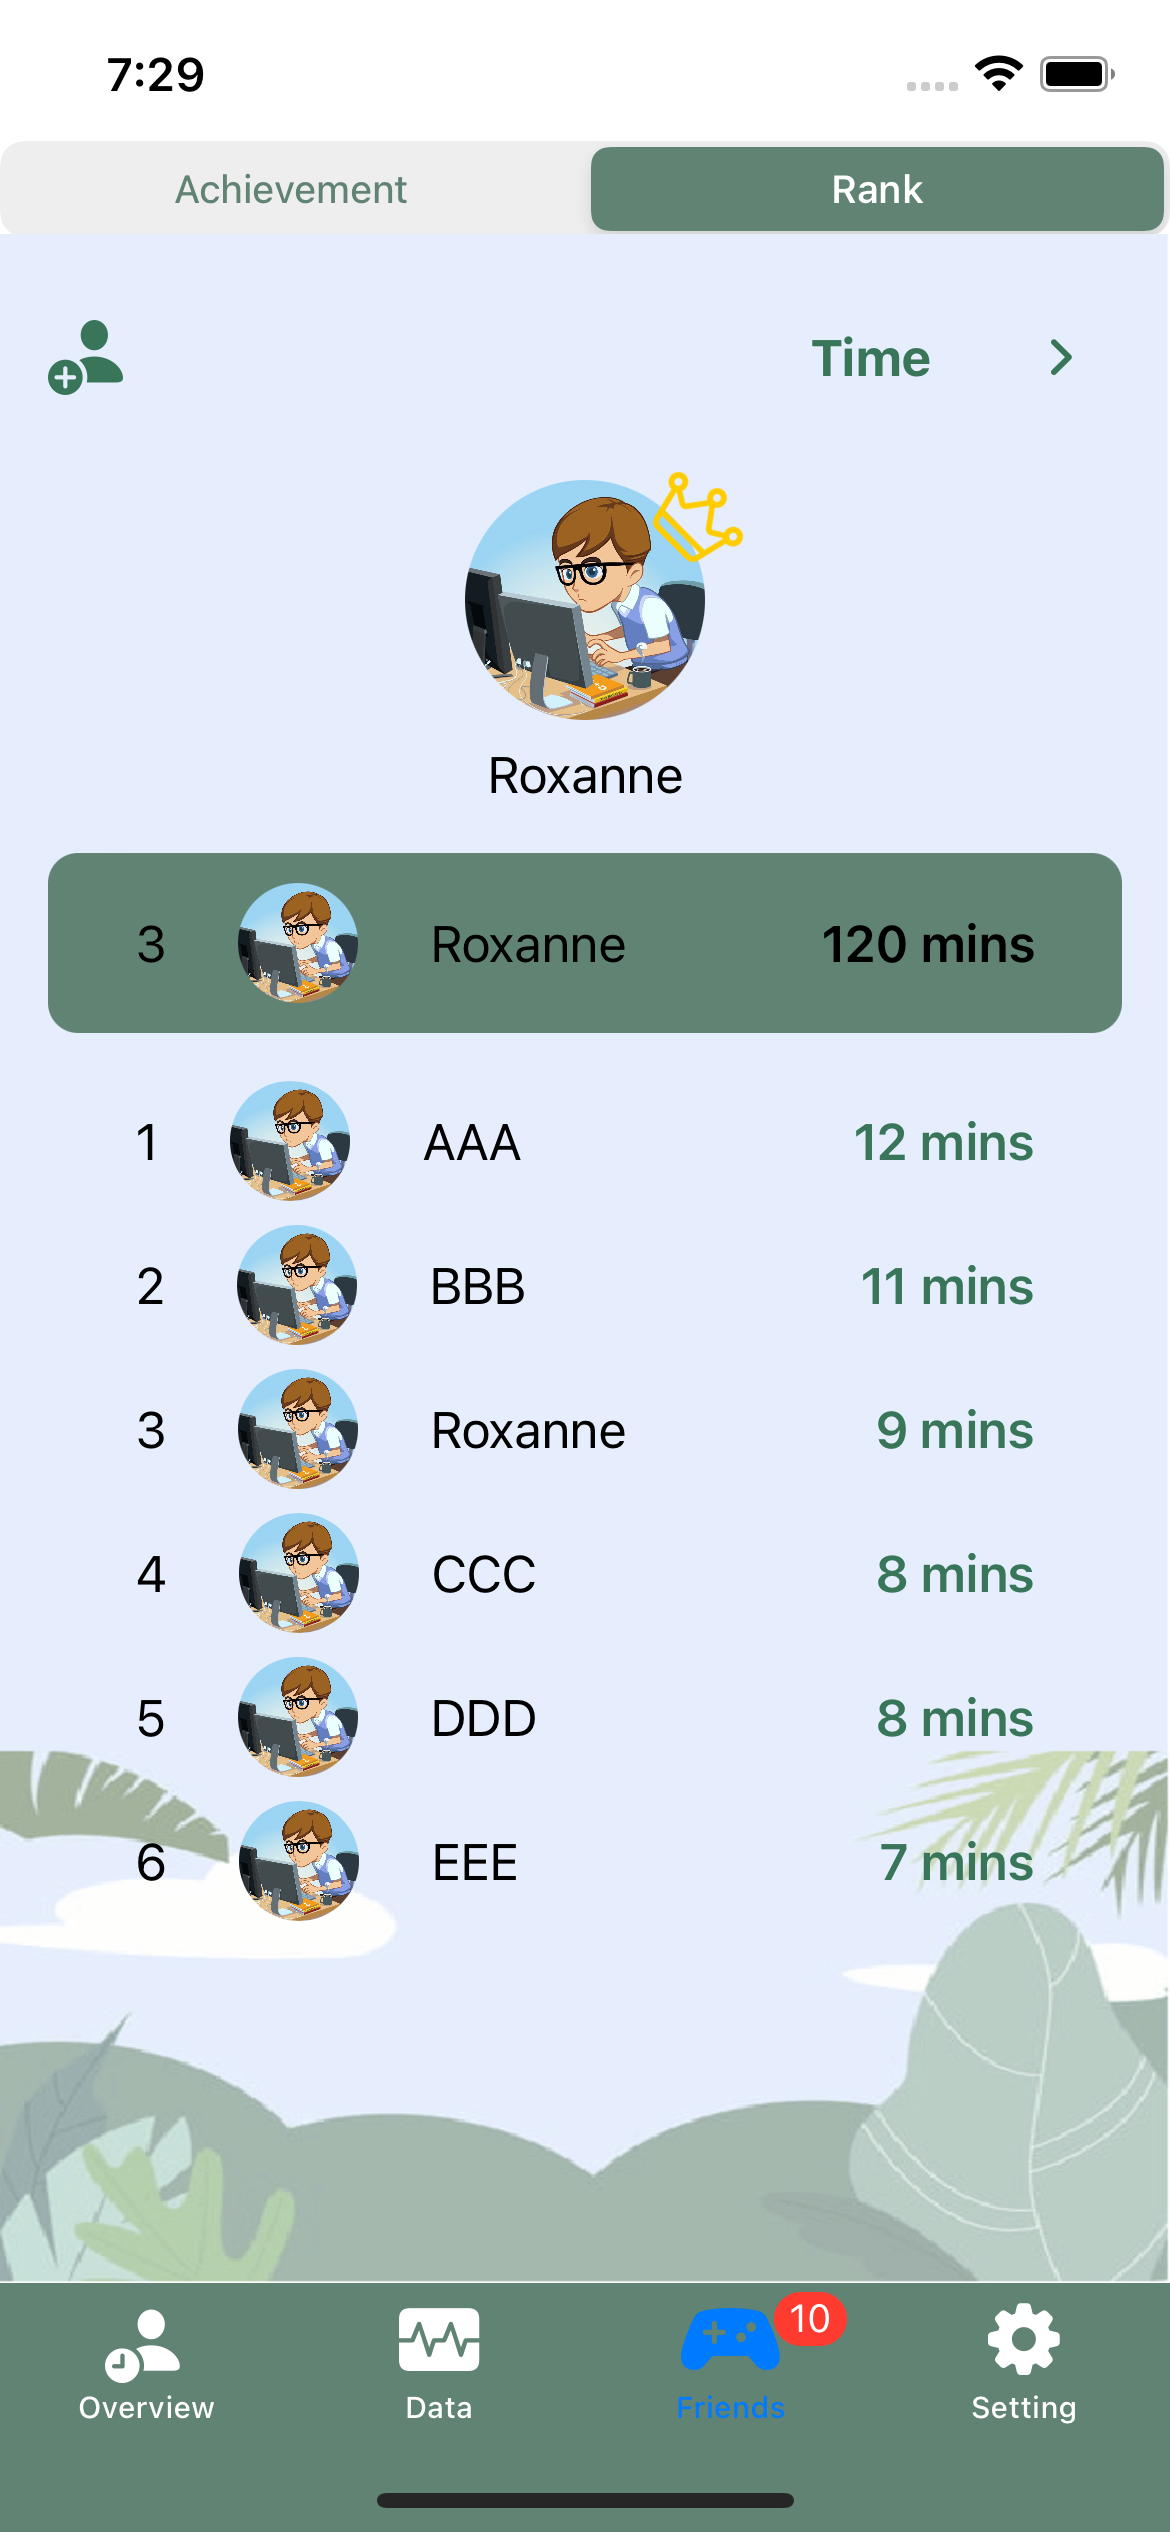 7:29
Achievement
Rank
Time
Roxanne
3 Roxanne 120 mins
1 AAA 12 mins
2 BBB 11 mins
3 Roxanne 9 mins
4 CCC 8 mins
5 DDD 8 mins
6 EEE 7 mins
10
Overview Data Friends Setting